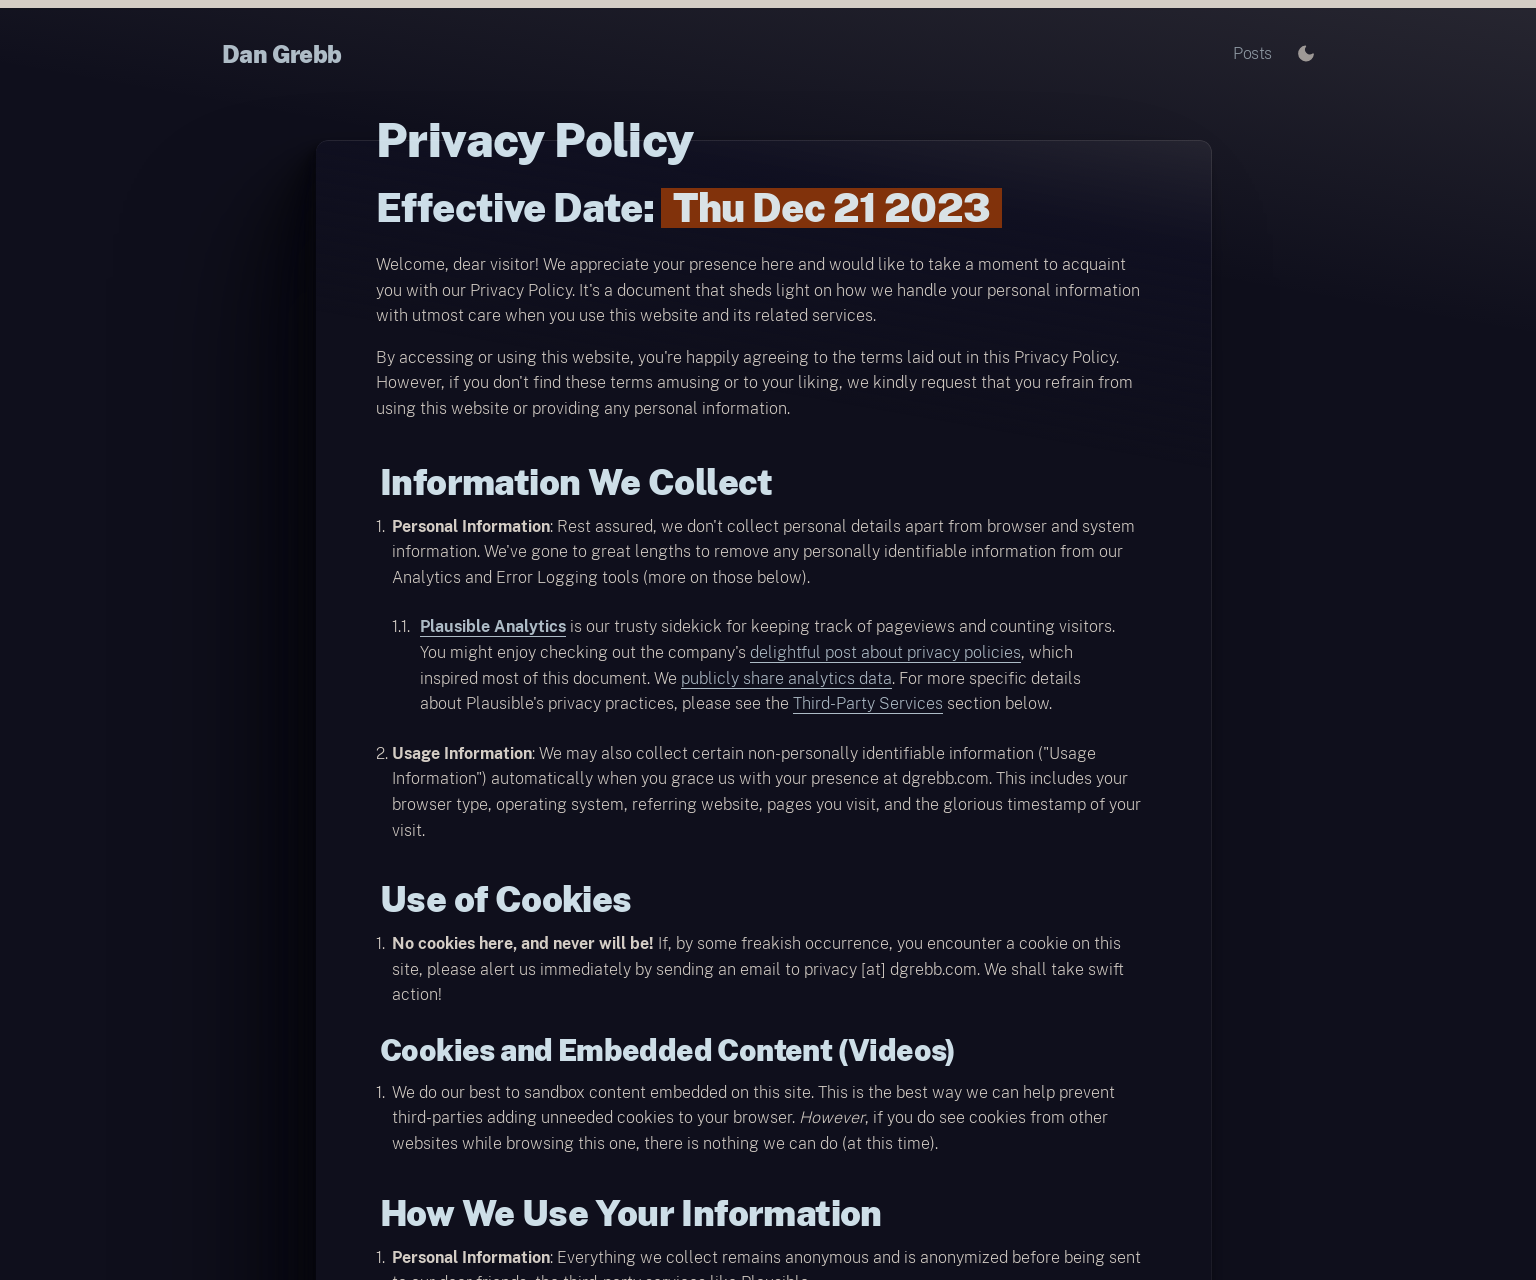 Dan Grebb
Posts
Privacy Policy
Effective Date: Thu Dec 21 2023
Welcome, dear visitor! We appreciate your presence here and would like to take a moment to acquaint
you with our Privacy Policy. It's a document that sheds light on how we handle your personal information
with utmost care when you use this website and its related services.
By accessing or using this website, you're happily agreeing to the terms laid out in this Privacy Policy.
However, if you don't find these terms amusing or to your liking, we kindly request that you refrain from
using this website or providing any personal information.
Information We Collect
1. Personal Information: Rest assured, we don't collect personal details apart from browser and system
information. We've gone to great lengths to remove any personally identifiable information from our
Analytics and Error Logging tools (more on those below).
1.1. Plausible Analytics is our trusty sidekick for keeping track of pageviews and counting visitors.
You might enjoy checking out the company's delightful post about privacy policies, which
inspired most of this document. We publicly share analytics data. For more specific details
about Plausible's privacy practices, please see the Third-Party Services section below.
2. Usage Information: We may also collect certain non-personally identifiable information ("Usage
Information") automatically when you grace us with your presence at dgrebb.com. This includes your
browser type, operating system, referring website, pages you visit, and the glorious timestamp of your
visit.
Use of Cookies
1. No cookies here, and never will be! If, by some freakish occurrence, you encounter a cookie on this
site, please alert us immediately by sending an email to privacy [at] dgrebb.com. We shall take swift
action!
Cookies and Embedded Content (Videos)
1. We do our best to sandbox content embedded on this site. This is the best way we can help prevent
third-parties adding unneeded cookies to your browser. However, if you do see cookies from other
websites while browsing this one, there is nothing we can do (at this time).
How We Use Your Information
1. Personal Information: Everything we collect remains anonymous and is anonymized before being sent
to our dear friends, the third-party services like Plausible.